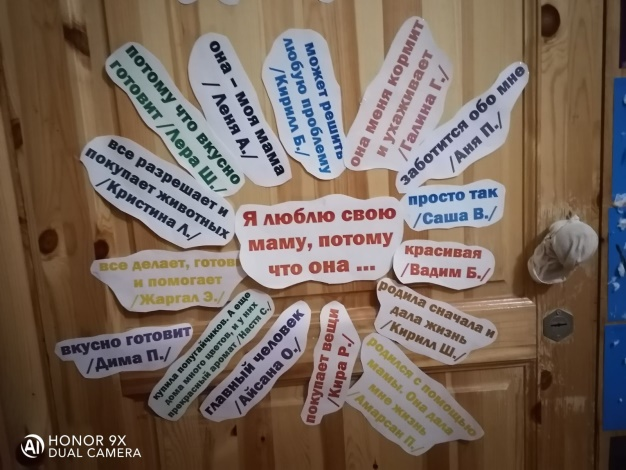 Я люблю свою
маму, потому
что она ...
потому что вкусно
готовит /Лера Ш./
она – моя мама
/Леня А./
может решить
любую проблему
/Кирилл Б./
она меня кормит
и ухаживает
/Галина Г./
заботится обо мне
/Аня П./
просто так
/Саша В./
красивая
/Вадим Б./
родила сначала и
дала жизнь
/Кирилл Ш./
родился с помощью
мамы. Она дала
мне жизнь
/Амарсан П./
покупает вещи
/Кира Р./
главный человек
/Айсана О./
купила попугайчиков. А еще
дома много цветов, и у них
прекрасный аромат /Настя С./
вкусно готовит
/Дима П./
все делает, готови
и помогает
/Жаргал Э./
все разрешает и
покупает животных
/Кристина Л./
HONOR 9X
DUAL CAMERA